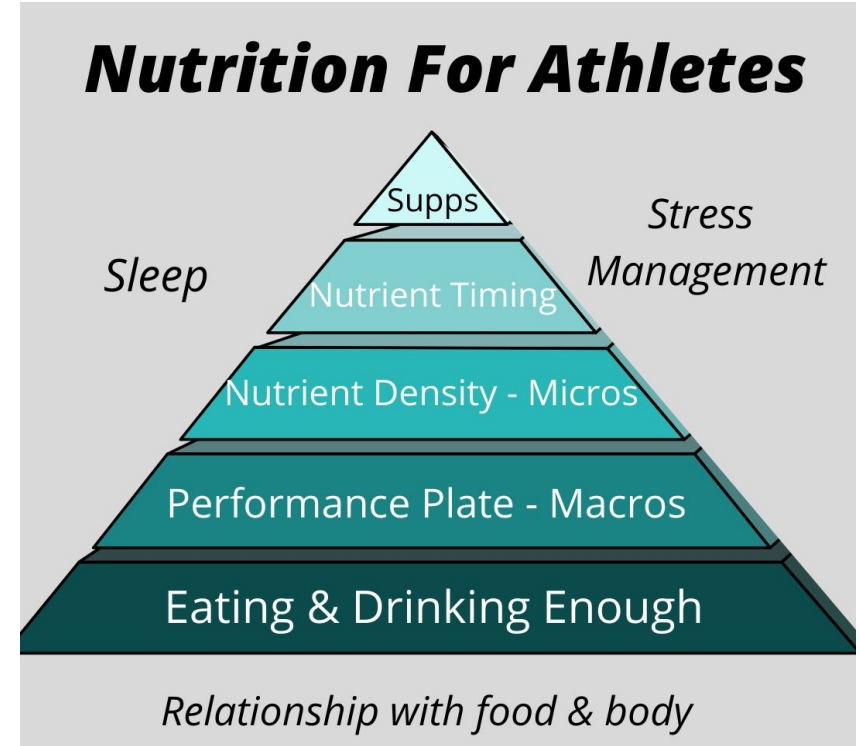 Nutrition For Athletes
Supps
Stress
Management
Sleep
Nutrient Timing
Nutrient Density - Micros
Performance Plate - Macros
Eating & Drinking Enough
Relationship with food & body